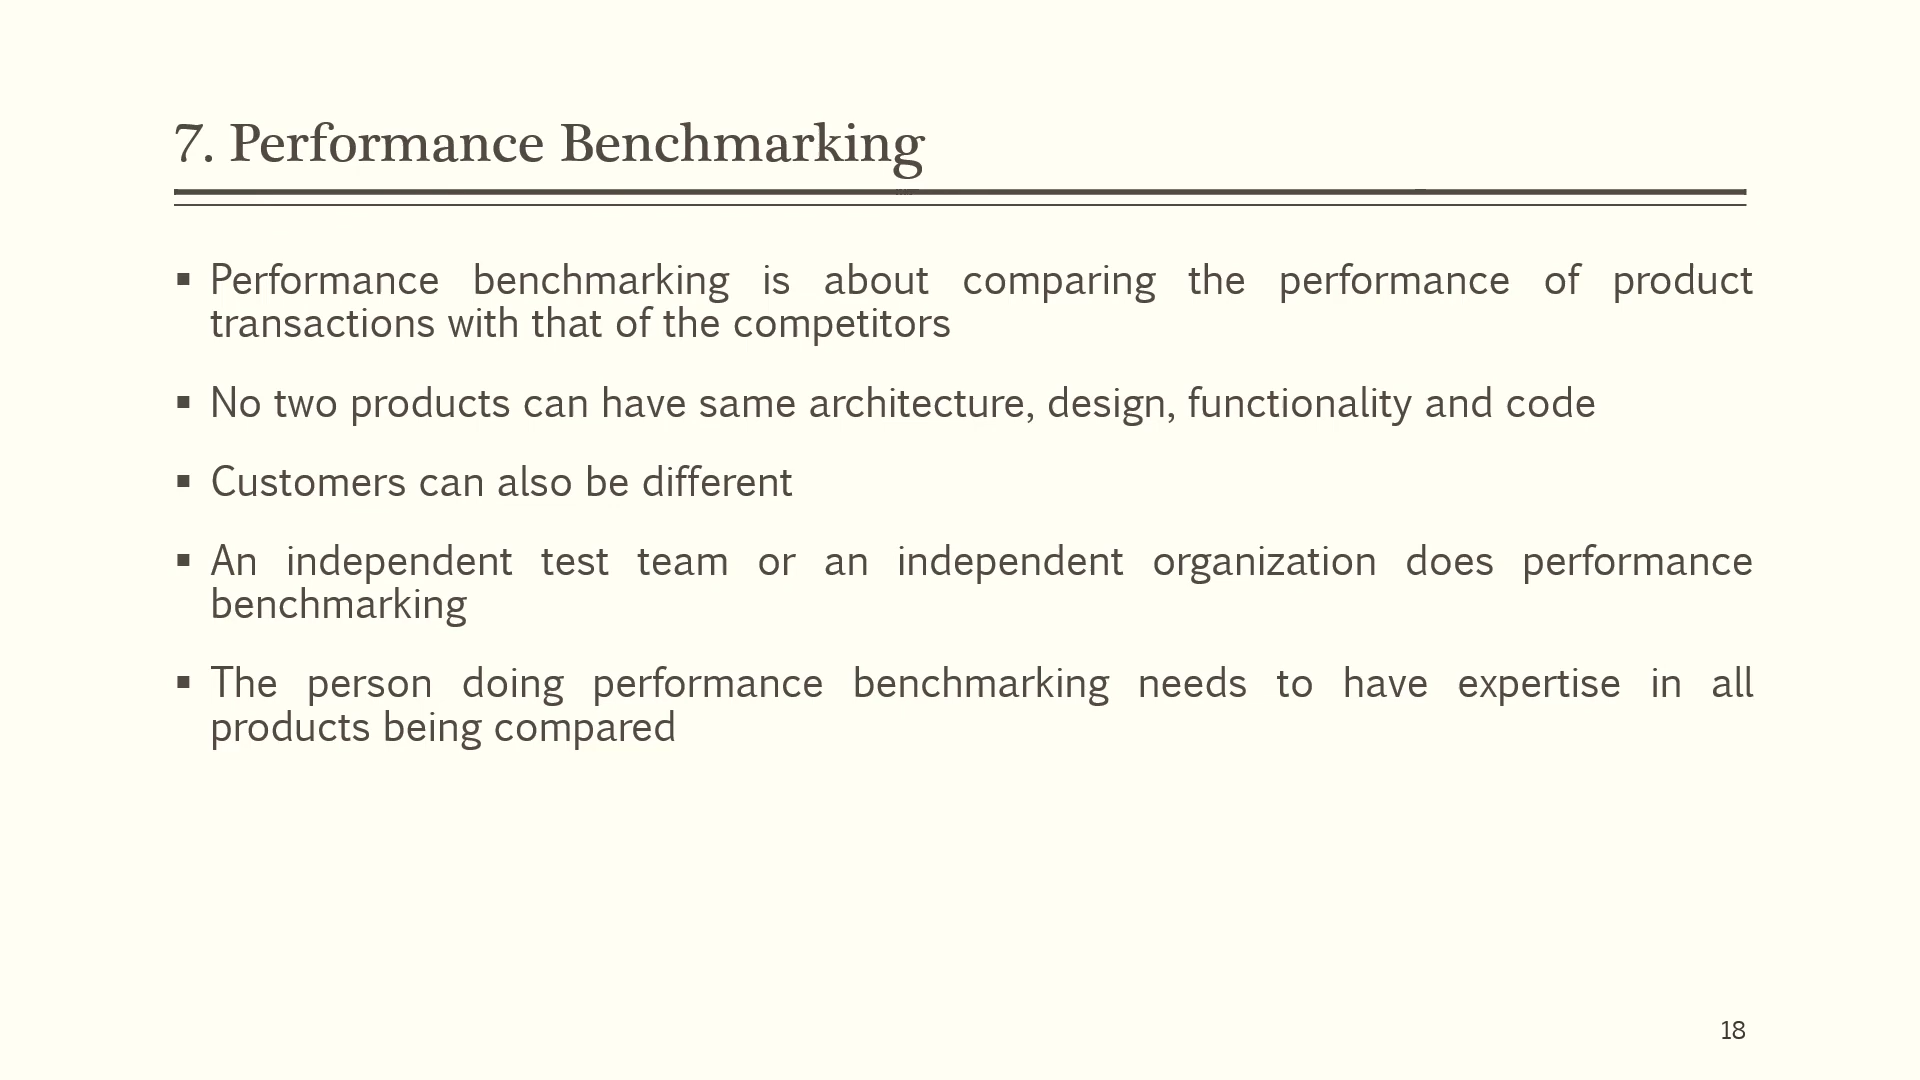 7. Performance Benchmarking
▪ Performance benchmarking is about comparing the performance of product
transactions with that of the competitors
▪ No two products can have same architecture, design, functionality and code
▪ Customers can also be different
▪ An independent test team or an independent organization does performance
benchmarking
▪ The person doing performance benchmarking needs to have expertise in all
products being compared
18